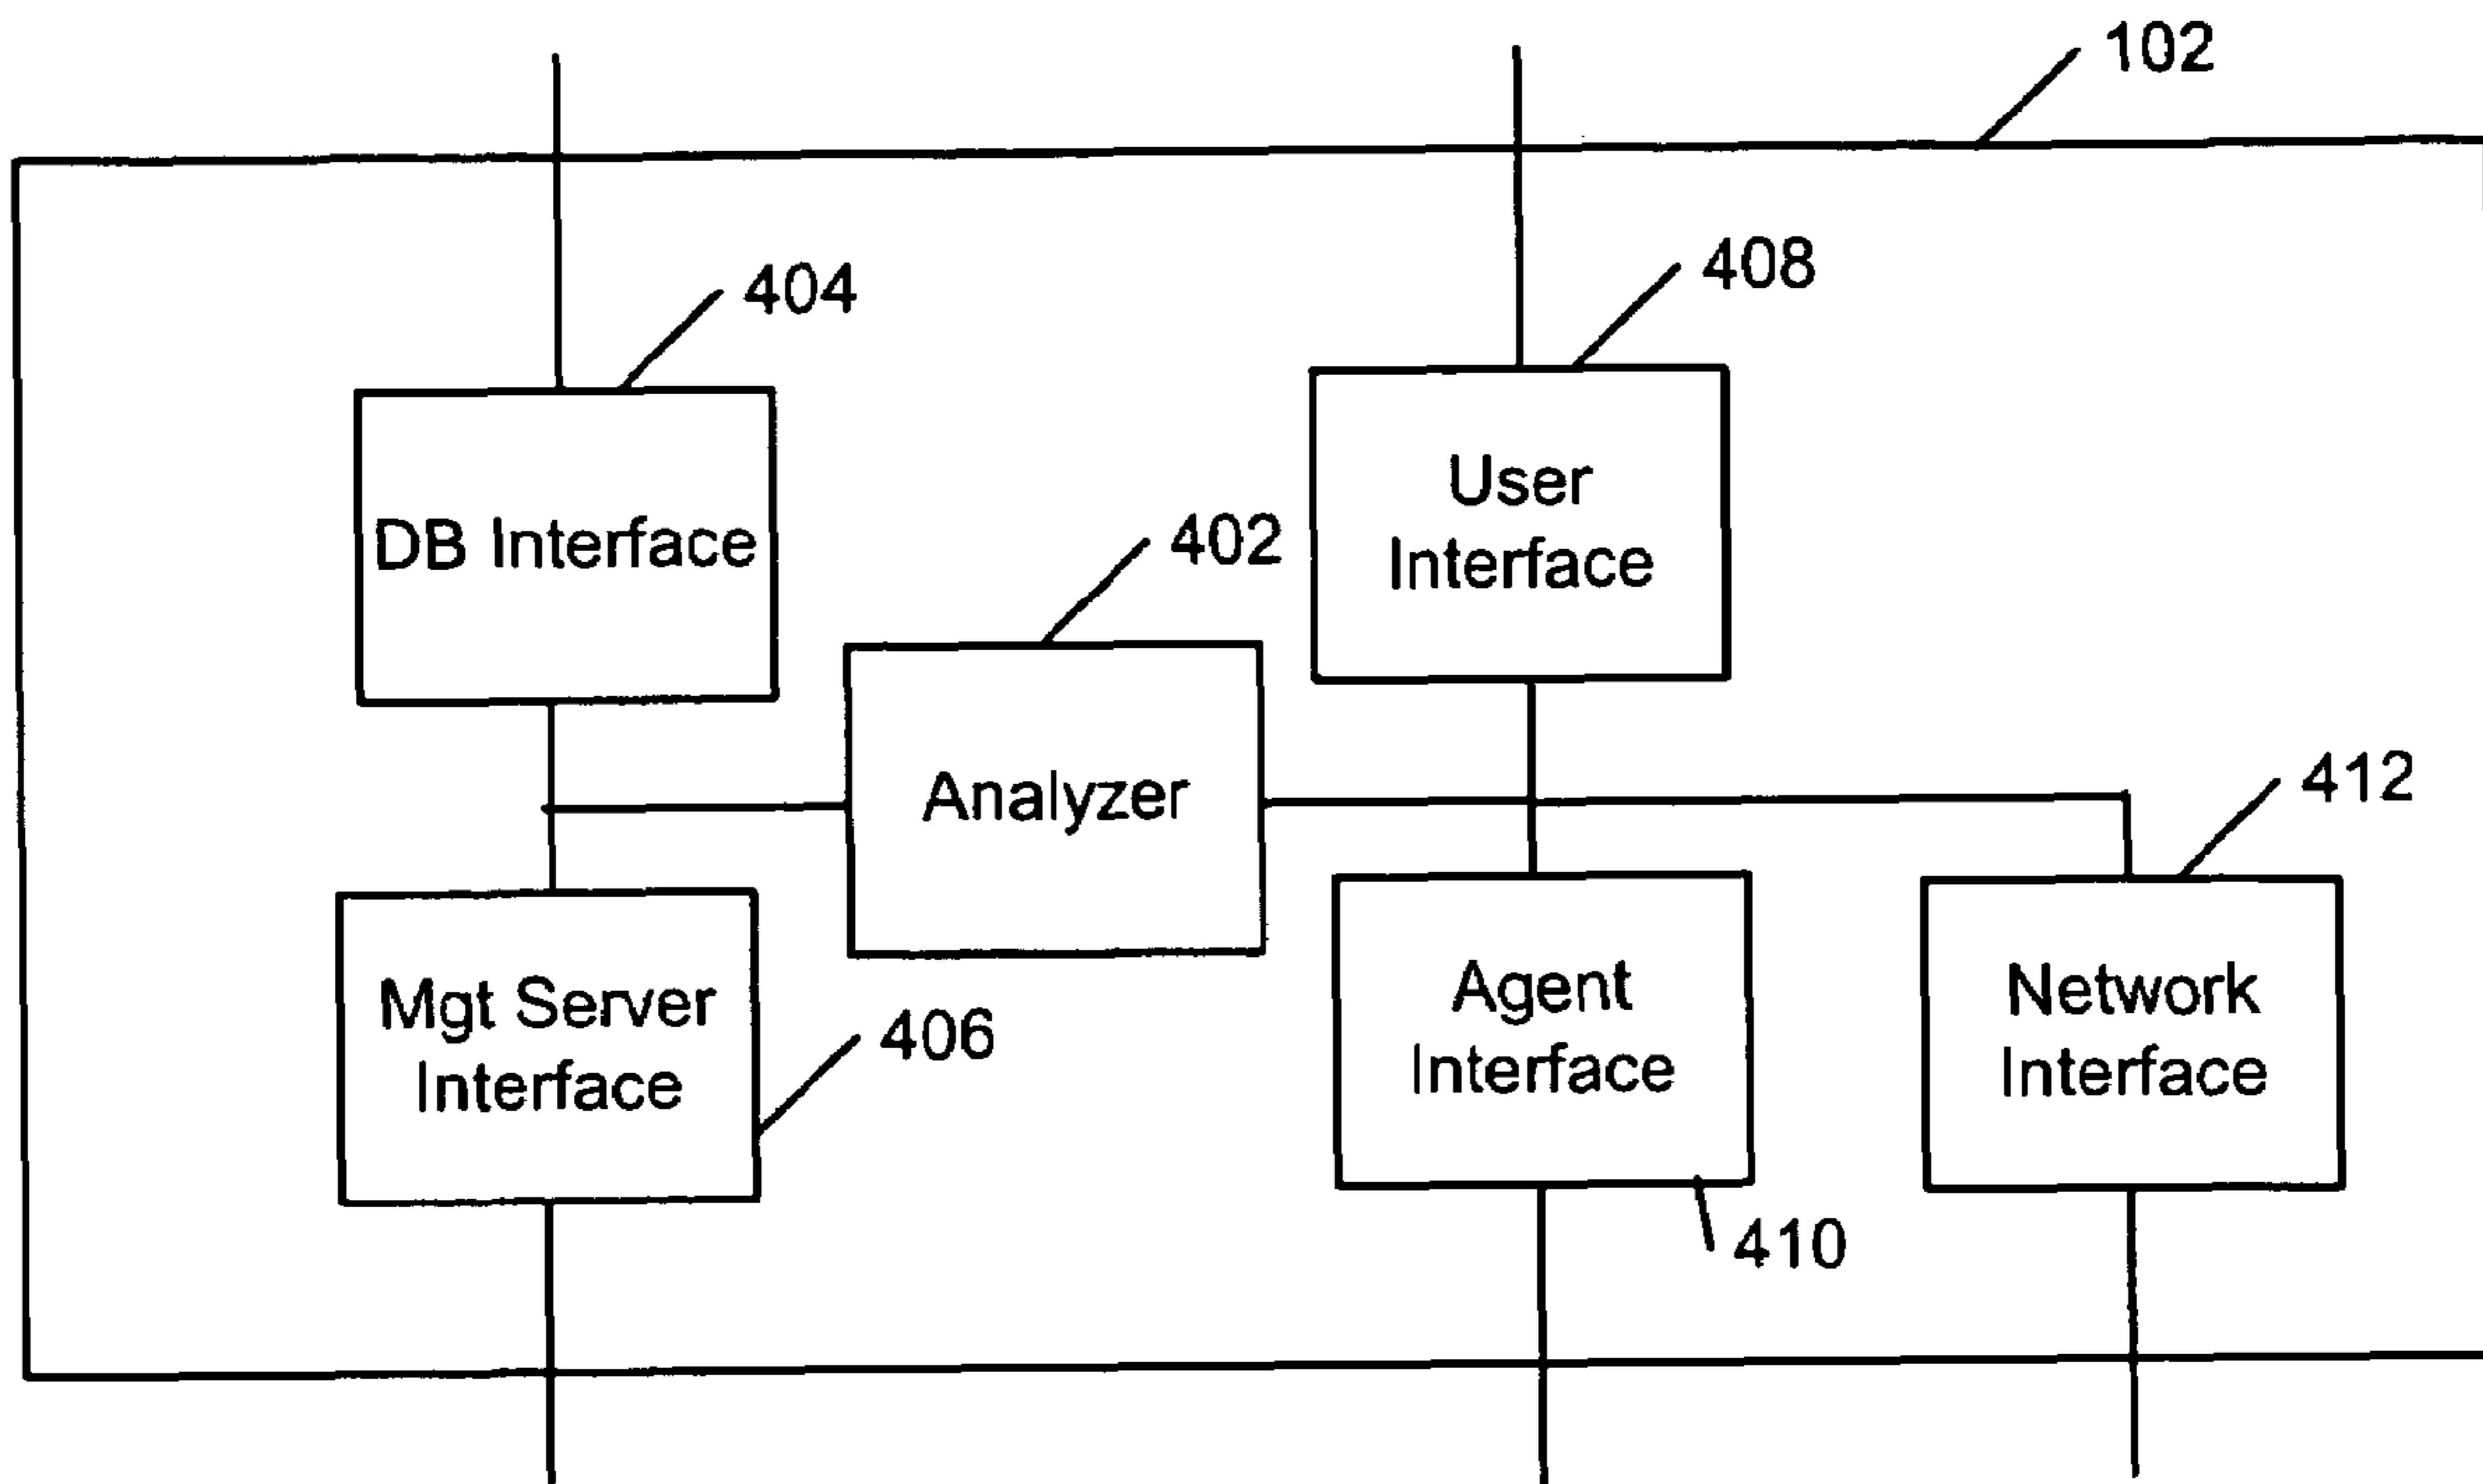 102
404
408
DB Interface
User
Interface
402
Analyzer
412
Mgt Server
Interface
406
Agent
Interface
Network
Interface
410